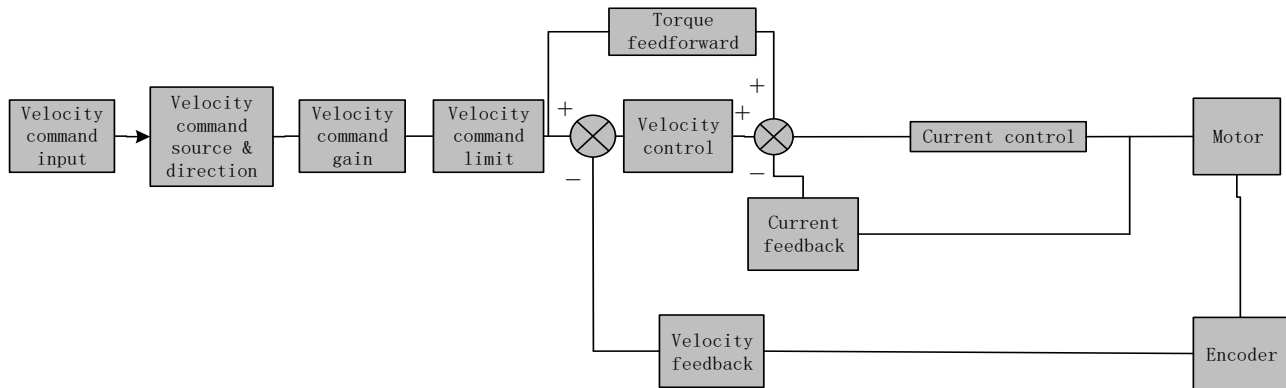 Torque
feedforward
Velocity
command
input
Velocity
command
source &
direction
Velocity
command
gain
Velocity
command
limit
+
−
Velocity
control
+
+
−
Current control
Motor
Current
feedback
Velocity
feedback
Encoder